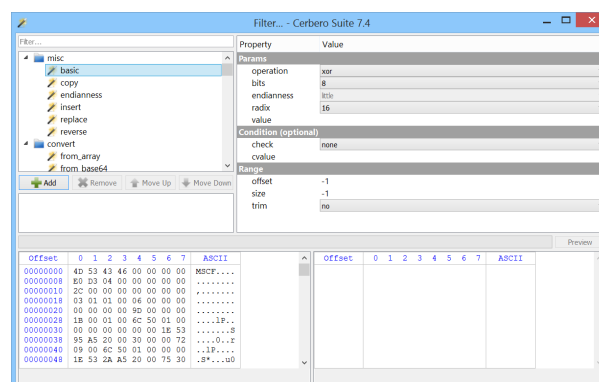 Filter... - Cerbero Suite 7.4
Filter...
misc
basic
copy
endianness
insert
replace
reverse
convert
from_array
from_base64
Add Remove Move Up Move Down
Property Value
Params
operation xor
bits 8
endianness little
radix 16
value
Condition (optional)
check none
cvalue
Range
offset -1
size -1
trim no
Preview
Offset 0 1 2 3 4 5 6 7 ASCII
00000000 4D 53 43 46 00 00 00 00 MSCF....
00000008 E0 D3 04 00 00 00 00 00 ........
00000010 2C 00 00 00 00 00 00 00 ,.......
00000018 03 01 01 00 06 00 00 00 ........
00000020 00 00 00 00 9D 00 00 00 ........
00000028 1B 00 01 00 6C 50 01 00 ....lP..
00000030 00 00 00 00 00 00 1E 53 .......S
00000038 95 A5 20 00 30 00 00 72 .. .0..r
00000040 09 00 6C 50 01 00 00 00 ..lP....
00000048 1E 53 2A A5 20 00 75 30 .S*. .u0
Offset 0 1 2 3 4 5 6 7 ASCII